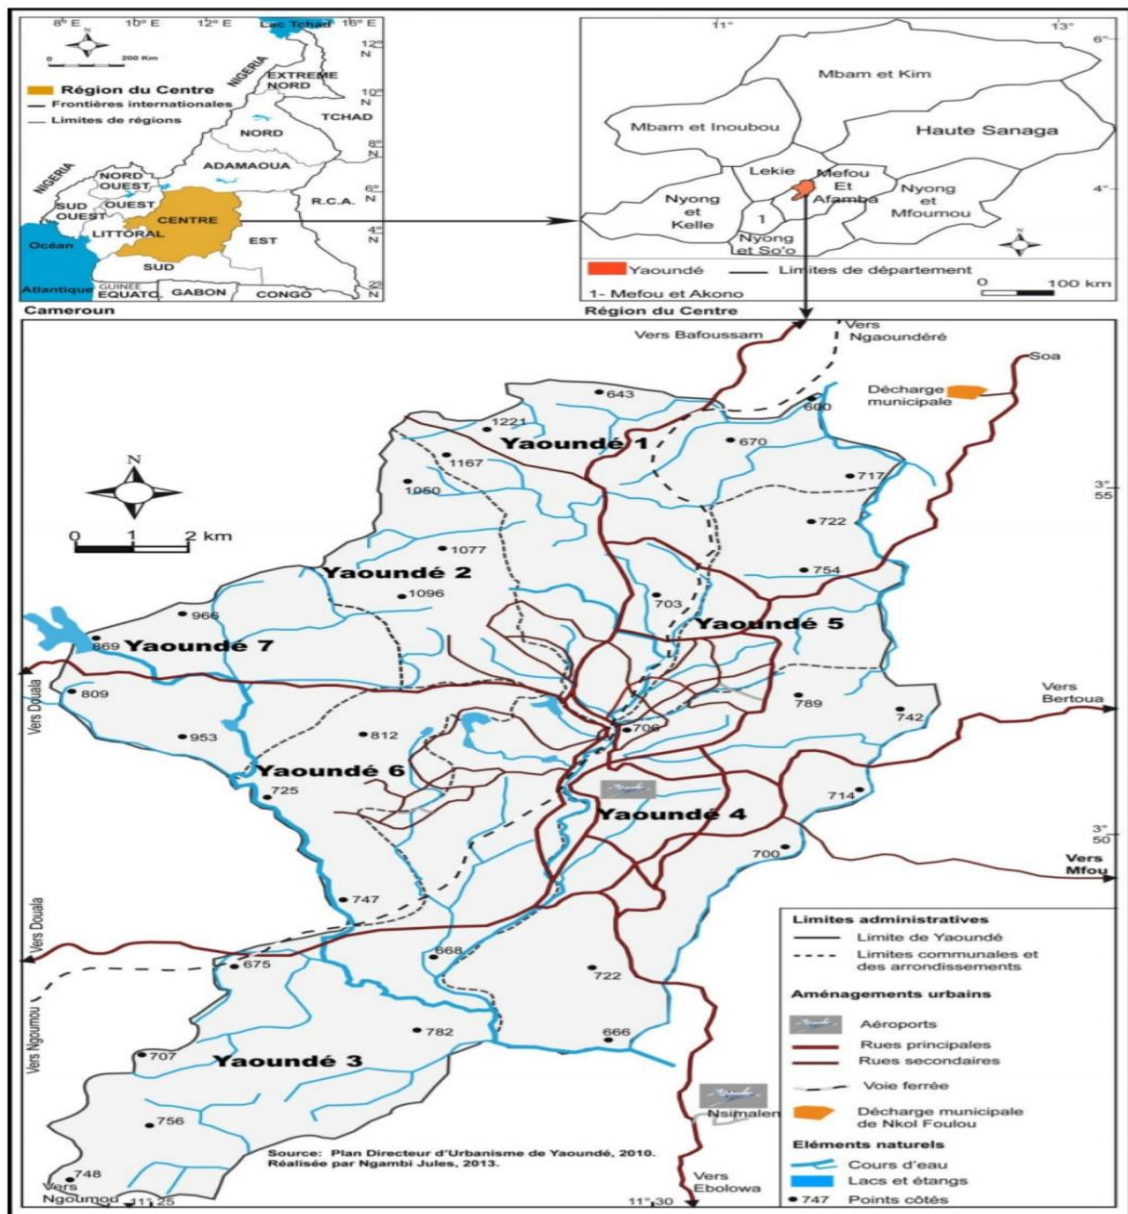 8° E
10° E
12°
14°
16° E
Lac Tchad
12°
N
0
200 Km
NIGERIA
EXTREME
NORD
Région du Centre
Frontières internationales
Limites de régions
10°
N
TCHAD
NORD
8°
N
ADAMAOUA
NIGERIA
NORD
OUEST
6°
N
SUD
OUEST
OUEST
CENTRE
R.C.A.
LITTORAL
4°
N
Océan
EST
SUD
2°
N
Atlantique
GUINÉE
EQUATO.
GABON
CONGO
Cameroun
11°
13°
6°
Mbam et Kim
Mbam et Inoubou
Haute Sanaga
Lekie
Mefou
Et
Afamba
4°
Nyong
et
Mfoumou
Nyong
et
Kelle
1
Nyong
et So'o
N
Yaoundé
Limites de département
1- Mefou et Akono
0
100 km
Région du Centre
Vers Bafoussam
Vers
Ngaoundéré
Soa
Décharge
municipale
643
600
1221
Yaoundé 1
670
1167
717
1050
3°
55
N
722
0 1 2 km
1077
754
Yaoundé 2
1096
703
966
Yaoundé 5
869
Yaoundé 7
Vers Douala
809
789
742
Vers
Bertoua
953
812
706
Yaoundé 6
725
714
Yaoundé 4
3°
50
700
Vers
Mfou
747
Vers Douala
668
675
722
782
666
Vers Ngoumou
707
Yaoundé 3
Nsimalen
756
Source: Plan Directeur d'Urbanisme de Yaoundé, 2010.
Réalisée par Ngambi Jules, 2013.
748
Vers
Ngoumou
11° 25
11° 30
Vers
Ebolowa
Limites administratives
Limite de Yaoundé
Limites communales et
des arrondissements
Aménagements urbains
Aéroports
Rues principales
Rues secondaires
Voie ferrée
Décharge municipale
de Nkol Foulou
Eléments naturels
Cours d'eau
Lacs et étangs
747
Points côtés